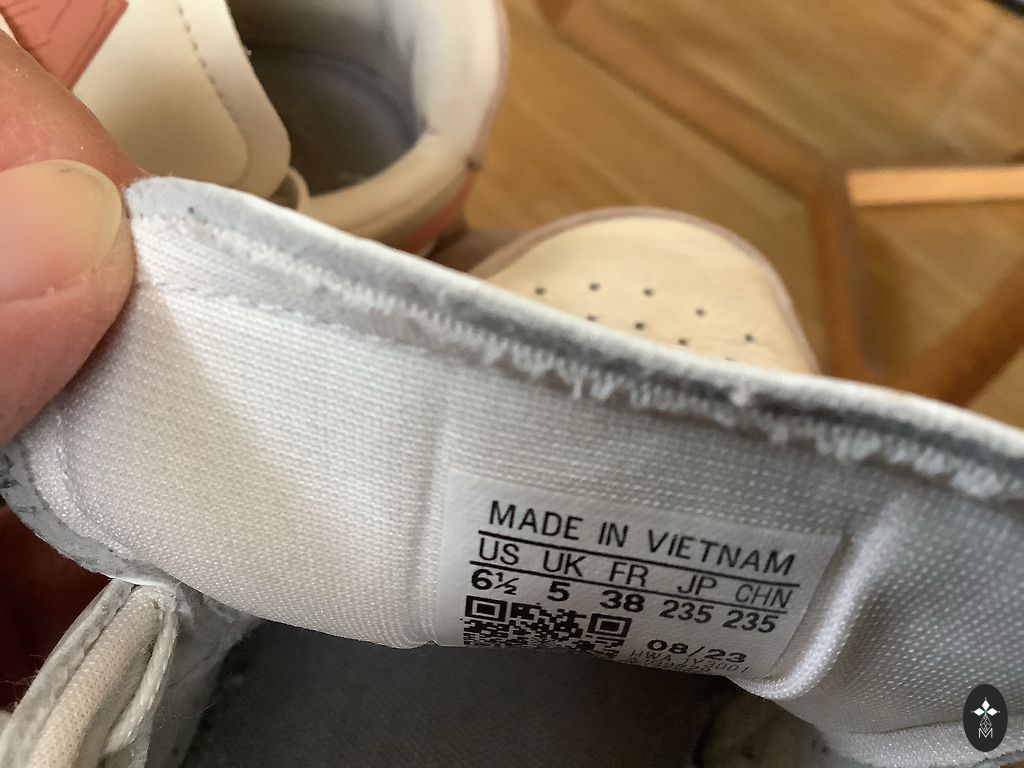 MADE IN VIETNAM
US UK FR JP CHN
6½ 5 38 235 235
08/23